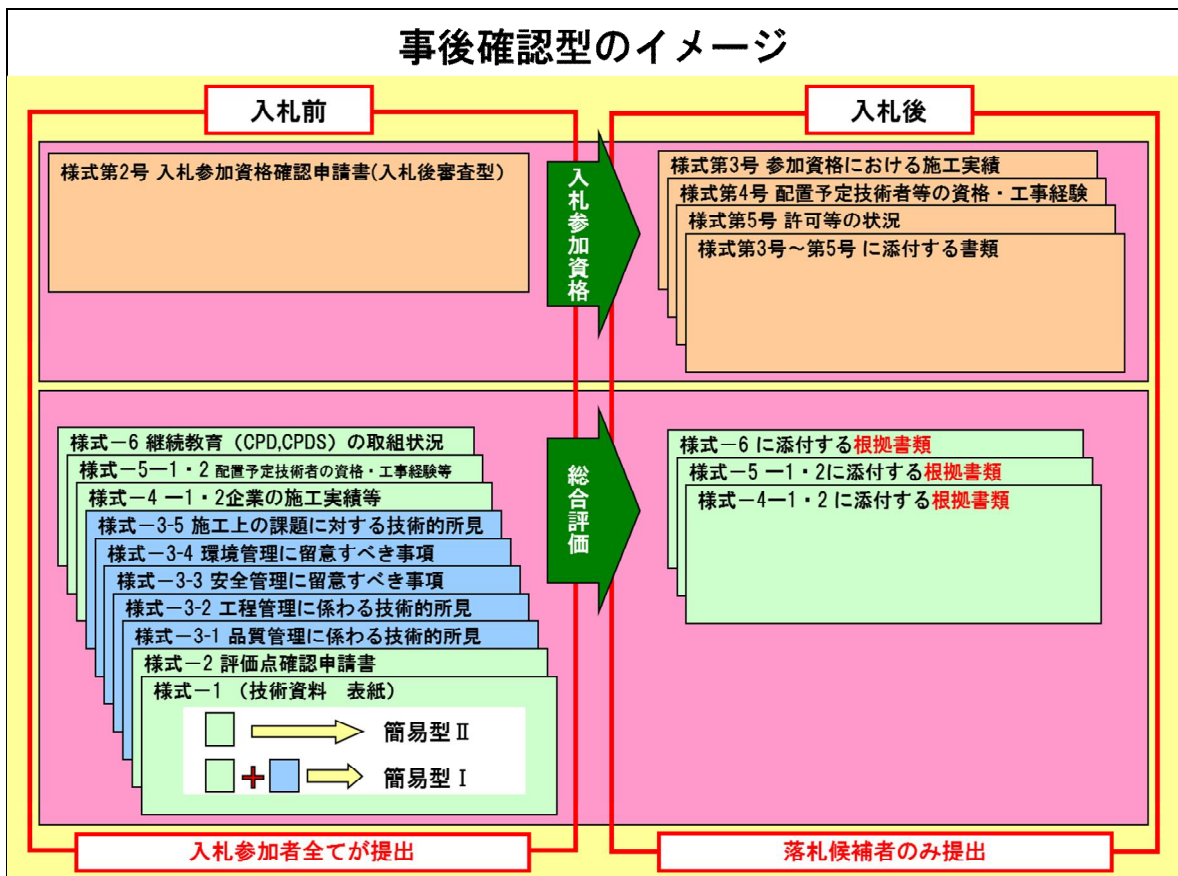 事後確認型のイメージ
入札前
入札後
様式第2号 入札参加資格確認申請書(入札後審査型)
入札参加資格
様式第3号 参加資格における施工実績
様式第4号 配置予定技術者等の資格・工事経験
様式第5号 許可等の状況
様式第3号～第5号 に添付する書類
様式－6 継続教育（CPD,CPDS）の取組状況
様式－5ー1・2 配置予定技術者の資格・工事経験等
様式－4 ー1・2企業の施工実績等
様式－3-5 施工上の課題に対する技術的所見
様式－3-4 環境管理に留意すべき事項
様式－3-3 安全管理に留意すべき事項
様式－3-2 工程管理に係わる技術的所見
様式－3-1 品質管理に係わる技術的所見
様式－2 評価点確認申請書
様式－1 （技術資料　表紙）
簡易型Ⅱ
簡易型Ⅰ
総合評価
様式－6 に添付する根拠書類
様式－5 ー1・2に添付する根拠書類
様式－4ー1・2 に添付する根拠書類
入札参加者全てが提出
落札候補者のみ提出